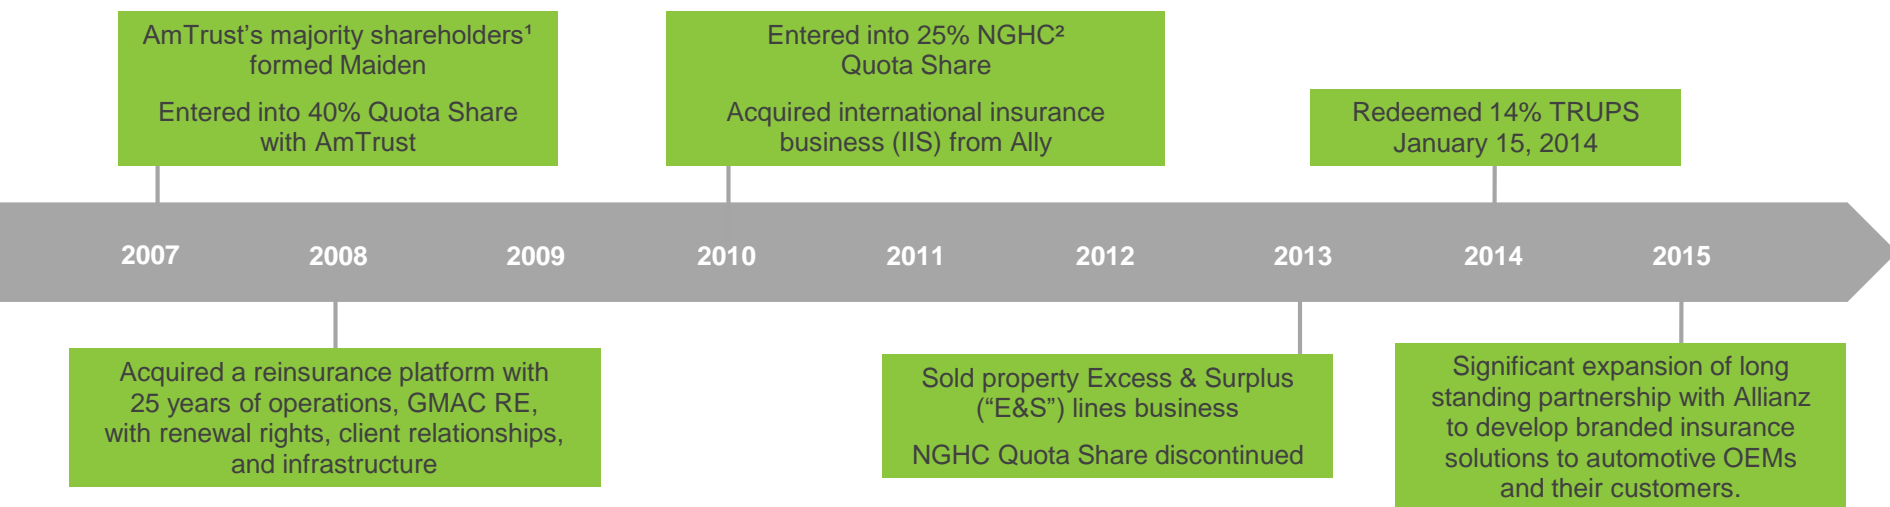 AmTrust’s majority shareholders¹
formed Maiden
Entered into 40% Quota Share
with AmTrust
Entered into 25% NGHC²
Quota Share
Acquired international insurance
business (IIS) from Ally
Redeemed 14% TRUPS
January 15, 2014
2007
2008
2009
2010
2011
2012
2013
2014
2015
Acquired a reinsurance platform with
25 years of operations, GMAC RE,
with renewal rights, client relationships,
and infrastructure
Sold property Excess & Surplus
(“E&S”) lines business
NGHC Quota Share discontinued
Significant expansion of long
standing partnership with Allianz
to develop branded insurance
solutions to automotive OEMs
and their customers.